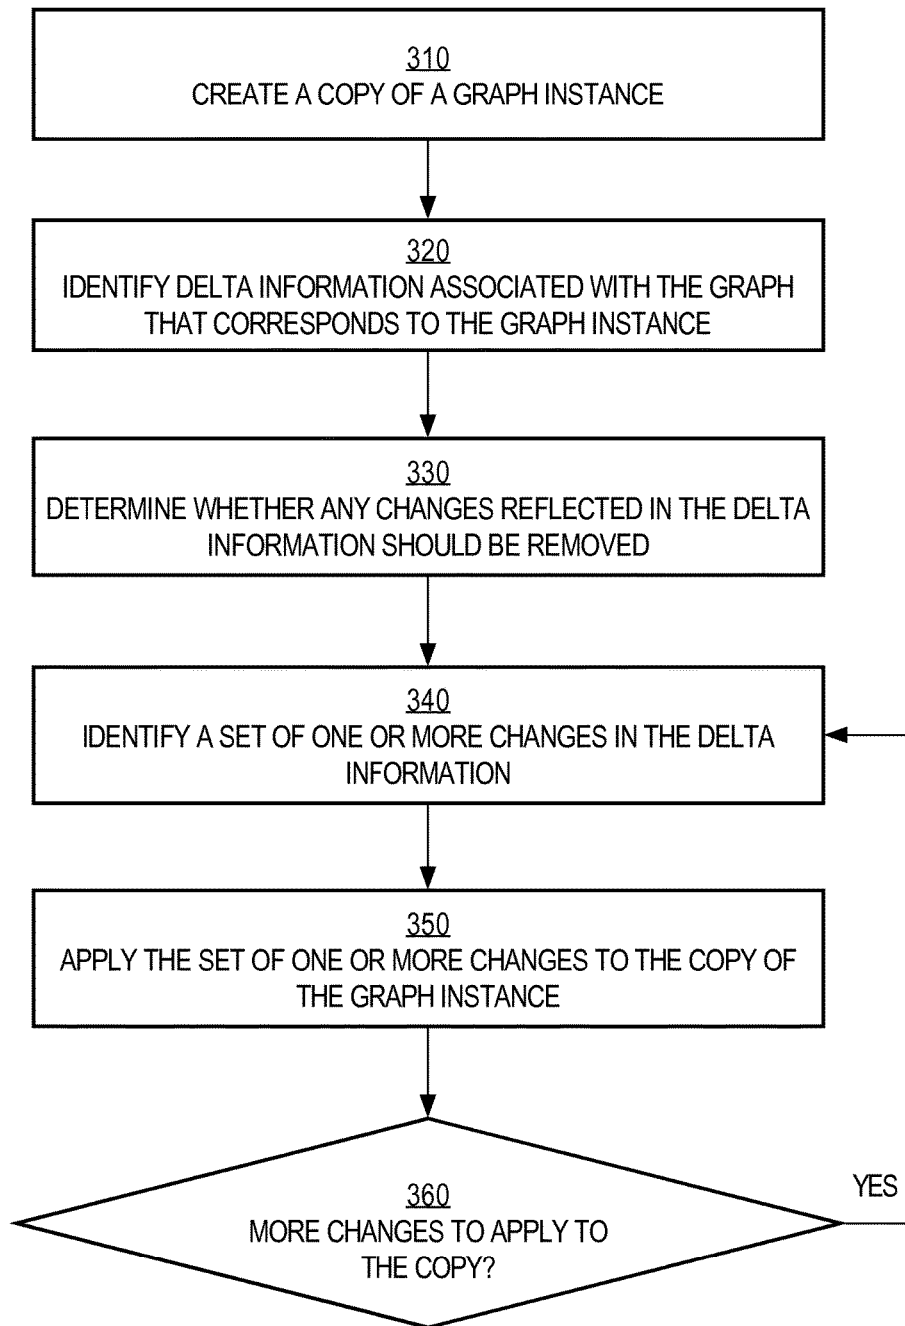 310
CREATE A COPY OF A GRAPH INSTANCE
320
IDENTIFY DELTA INFORMATION ASSOCIATED WITH THE GRAPH
THAT CORRESPONDS TO THE GRAPH INSTANCE
330
DETERMINE WHETHER ANY CHANGES REFLECTED IN THE DELTA
INFORMATION SHOULD BE REMOVED
340
IDENTIFY A SET OF ONE OR MORE CHANGES IN THE DELTA
INFORMATION
350
APPLY THE SET OF ONE OR MORE CHANGES TO THE COPY OF
THE GRAPH INSTANCE
YES
360
MORE CHANGES TO APPLY TO
THE COPY?